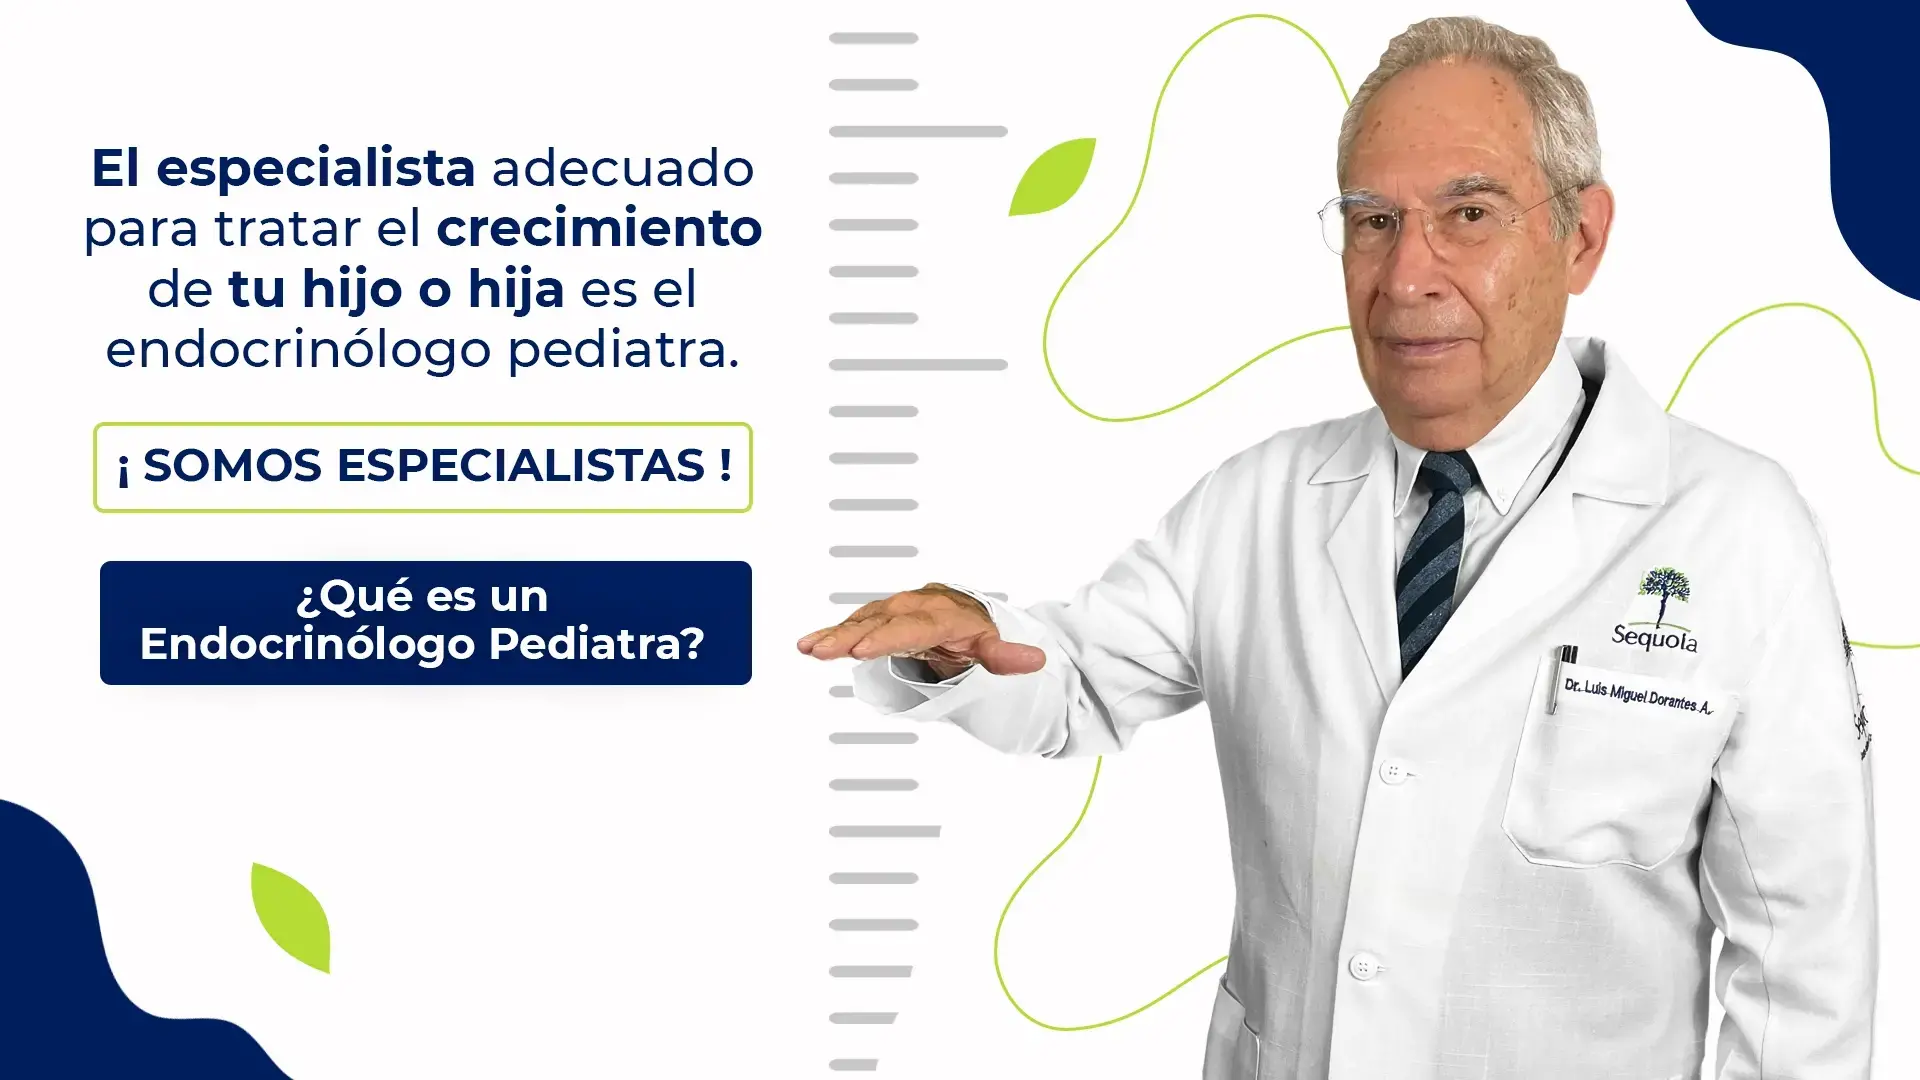 El especialista adecuado
para tratar el crecimiento
de tu hijo o hija es el
endocrinólogo pediatra.
¡ SOMOS ESPECIALISTAS !
¿Qué es un
Endocrinólogo Pediatra?
Sequoia
Dr. Luis Miguel Dorantes A.